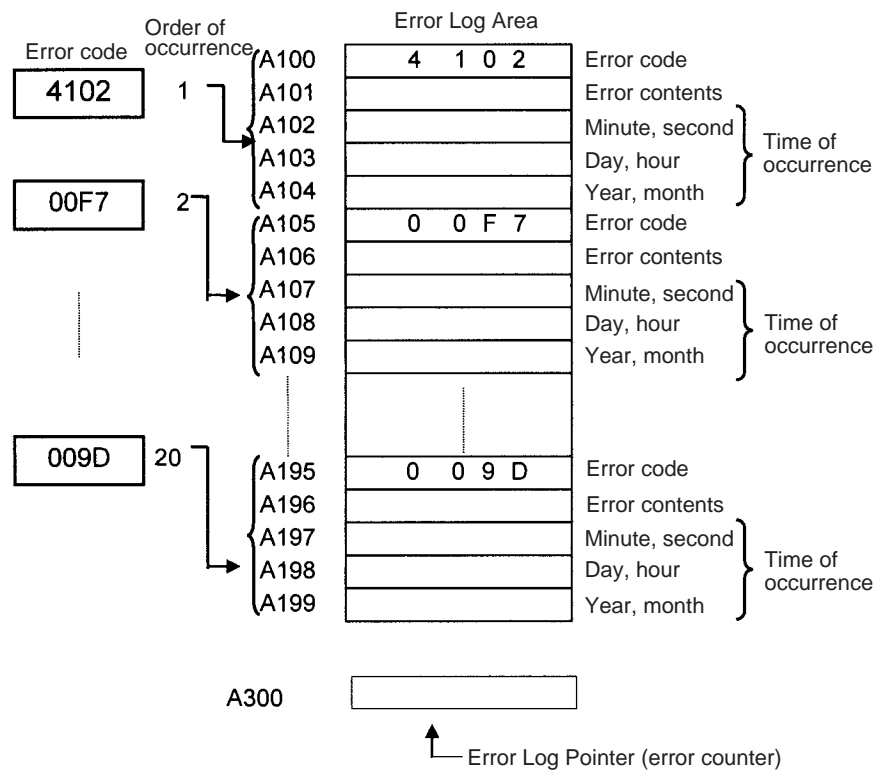 Error Log Area
Order of
occurrence
Error code
A100 4 1 0 2 Error code
4102 1 A101 Error contents
A102 Minute, second
A103 Day, hour
Time of
occurrence
A104 Year, month
00F7 2 A105 0 0 F 7 Error code
A106 Error contents
A107 Minute, second
A108 Day, hour
Time of
occurrence
A109 Year, month
009D 20 A195 0 0 9 D Error code
A196 Error contents
A197 Minute, second
A198 Day, hour
Time of
occurrence
A199 Year, month
A300
Error Log Pointer (error counter)